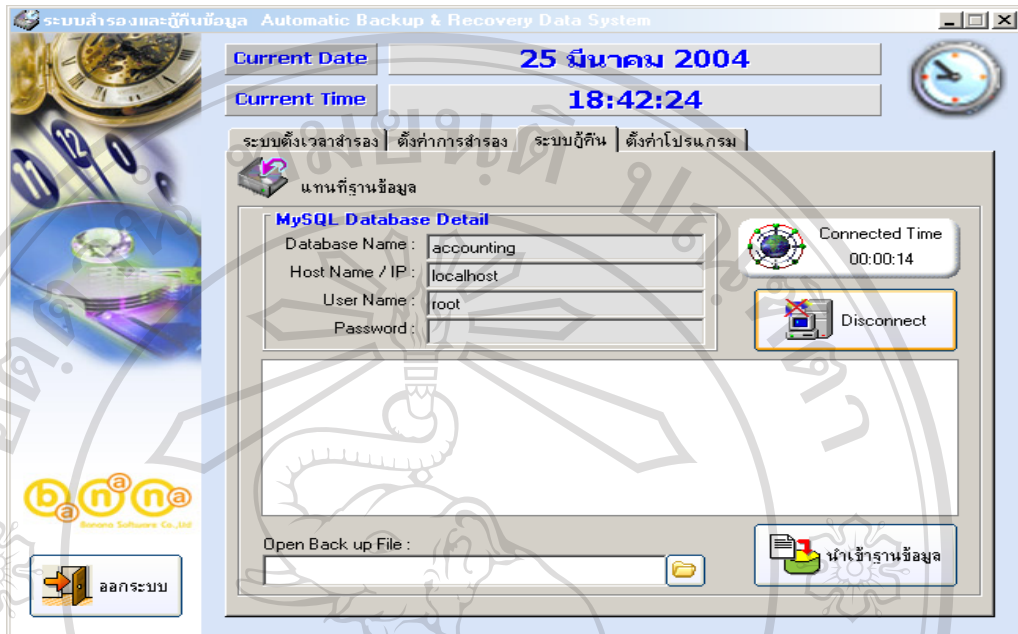 ระบบสำรองและกู้คืนข้อมูล Automatic Backup & Recovery Data System
Current Date
25 มีนาคม 2004
Current Time
18:42:24
ระบบตั้งเวลาสำรอง
ตั้งค่าการสำรอง
ระบบกู้คืน
ตั้งค่าโปรแกรม
แทนที่ฐานข้อมูล
MySQL Database Detail
Database Name :
accounting
Host Name / IP :
localhost
User Name :
root
Password :
Connected Time
00:00:14
Disconnect
Open Back up File :
นำเข้าฐานข้อมูล
banana
Banana Software Co.,Ltd
ออกระบบ